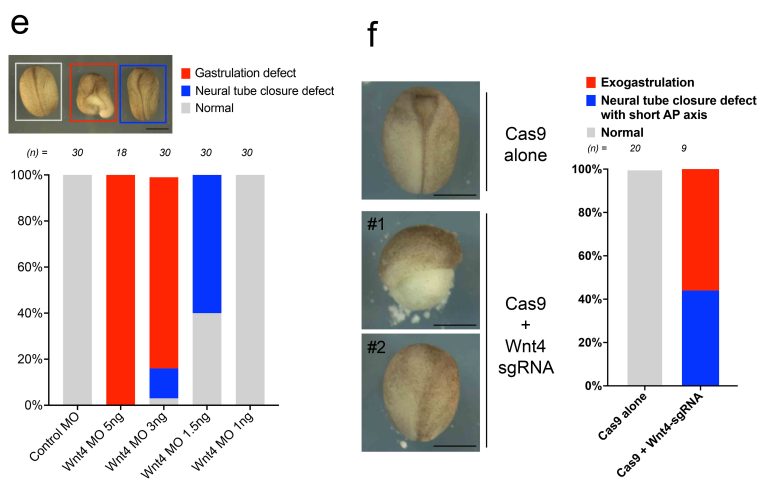 e
Gastrulation defect
Neural tube closure defect
Normal
(n) = 30 18 30 30 30
100%
80%
60%
40%
20%
0%
Control MO
Wnt4 MO 5ng
Wnt4 MO 3ng
Wnt4 MO 1.5ng
Wnt4 MO 1ng
f
Cas9
alone
#1
#2
Cas9
+
Wnt4
sgRNA
Exogastrulation
Neural tube closure defect
with short AP axis
Normal
(n) = 20 9
100%
80%
60%
40%
20%
0%
Cas9 alone
Cas9 + Wnt4-sgRNA